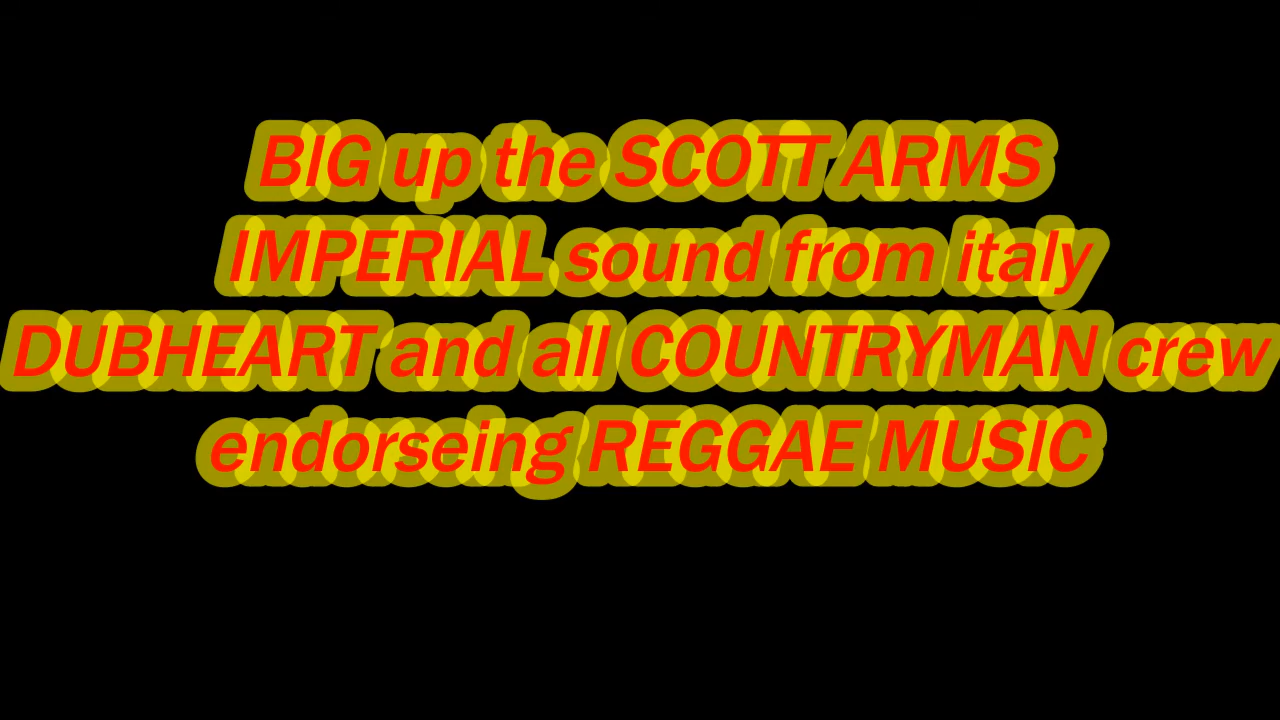 BIG up the SCOTT ARMS
IMPERIAL sound from italy
DUBHEART and all COUNTRYMAN crew
endorseing REGGAE MUSIC